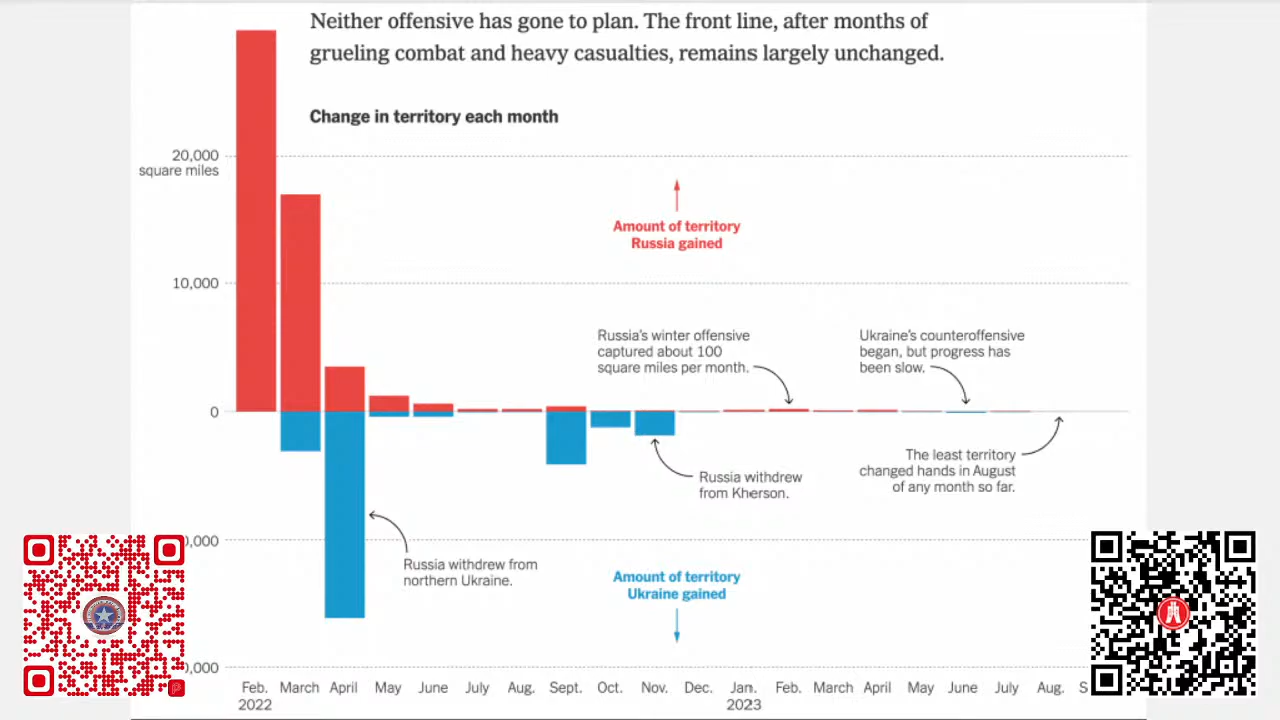 Neither offensive has gone to plan. The front line, after months of
grueling combat and heavy casualties, remains largely unchanged.
Change in territory each month
20,000
square miles
Amount of territory
Russia gained
10,000
Russia's winter offensive
captured about 100
square miles per month.
Ukraine's counteroffensive
began, but progress has
been slow.
0
The least territory
changed hands in August
of any month so far.
Russia withdrew
from Kherson.
0,000
Russia withdrew from
northern Ukraine.
Amount of territory
Ukraine gained
0,000
Feb. March April May June July Aug. Sept. Oct. Nov. Dec. Jan. Feb. March April May June July Aug. S
2022 2023